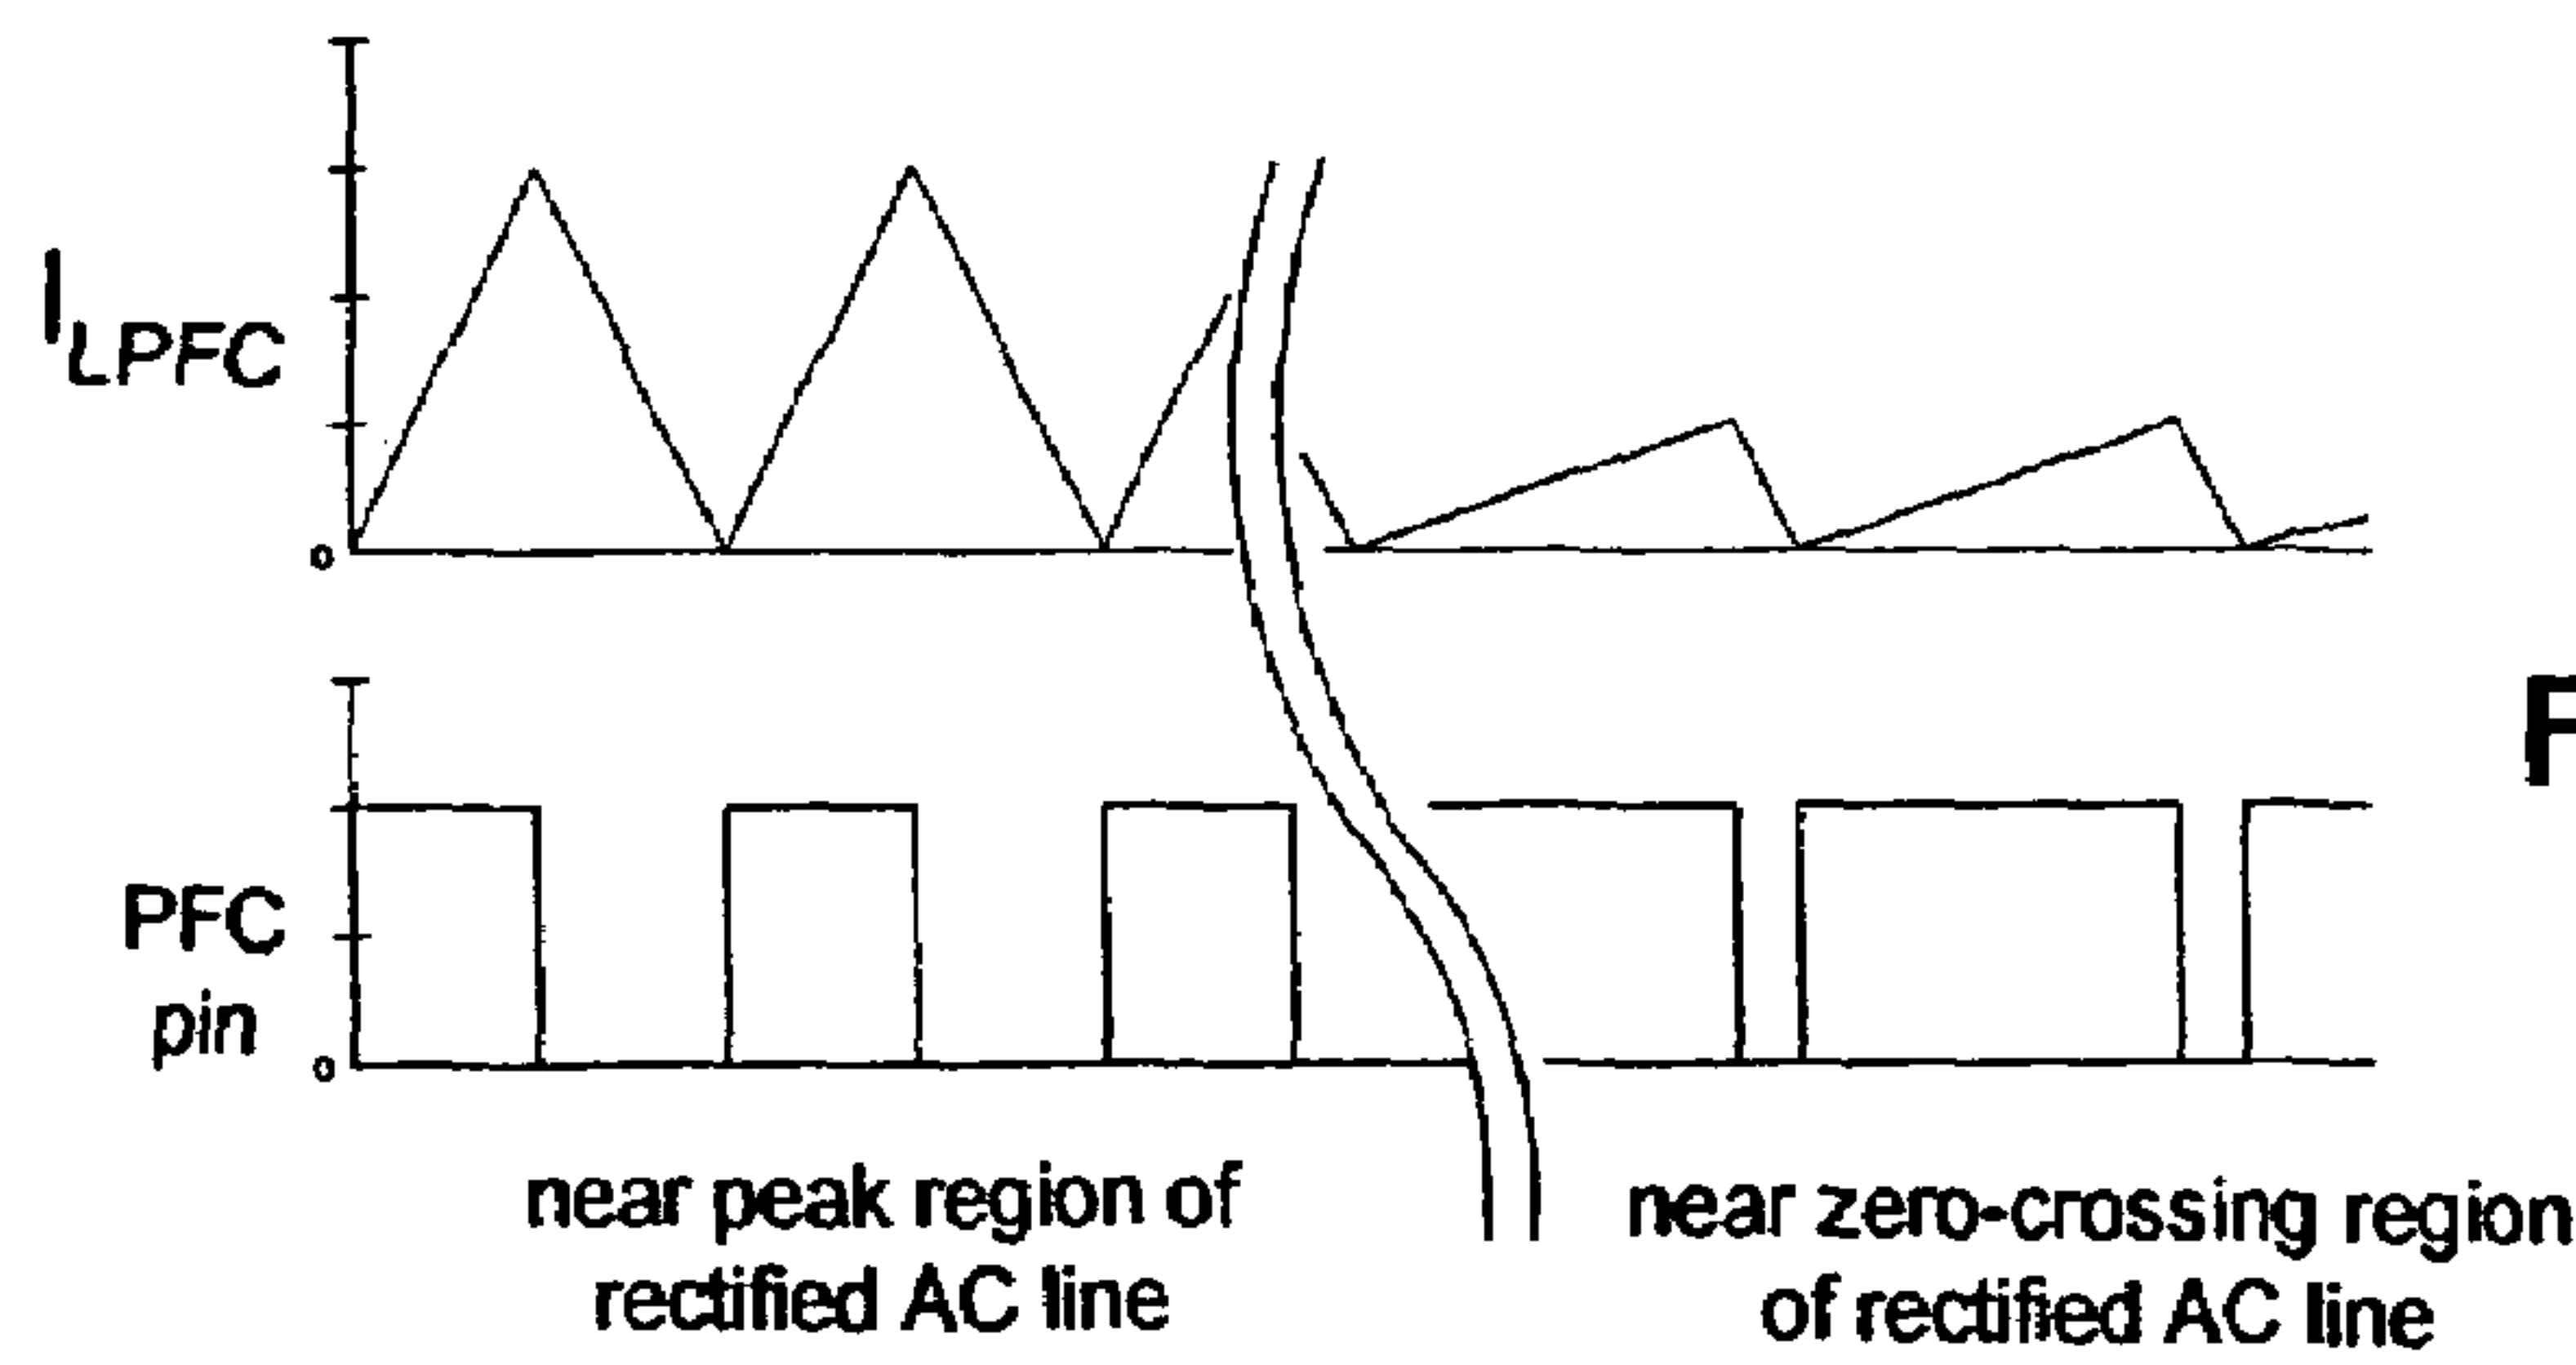 I LPFC
0
PFC
pin
0
near peak region of
rectified AC line
near zero-crossing region
of rectified AC line
F